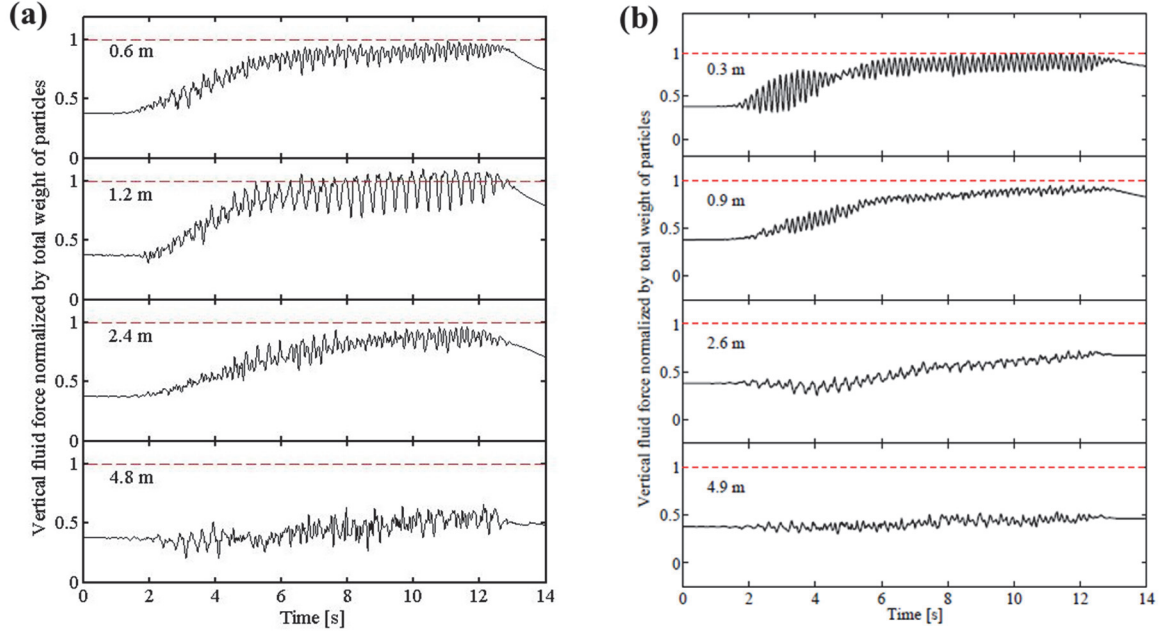 (a)
Vertical fluid force normalized by total weight of particles
1
0.6 m
0.5
0
1
1.2 m
0.5
0
1
2.4 m
0.5
0
1
4.8 m
0.5
0
0 2 4 6 8 10 12 14
Time [s]
(b)
Vertical fluid force normalized by total weight of particles
1
0.3 m
0.5
0
1
0.9 m
0.5
0
1
2.6 m
0.5
0
1
4.9 m
0.5
0
0 2 4 6 8 10 12 14
Time [s]